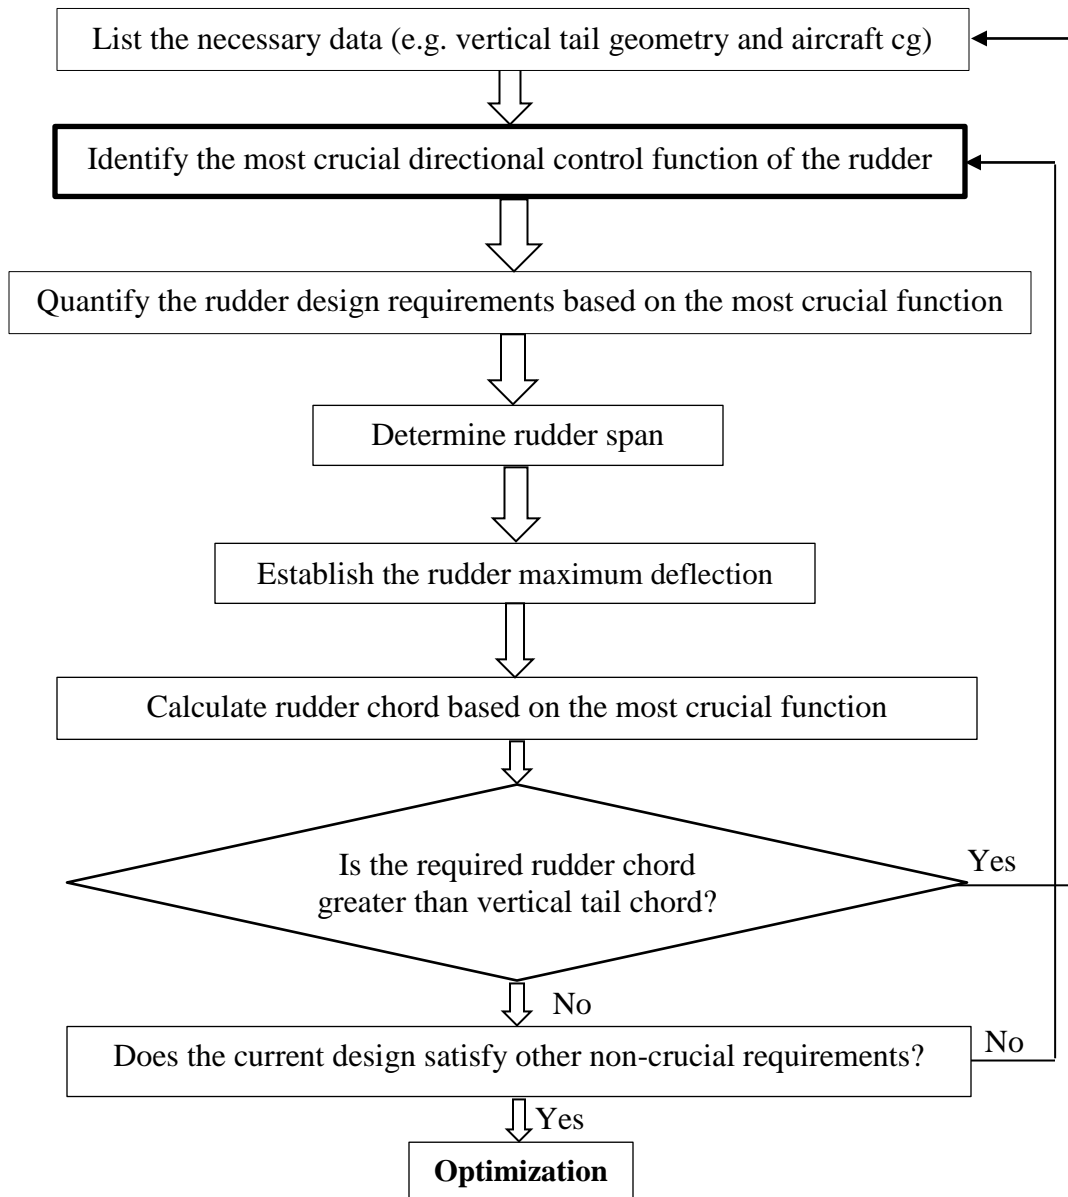 List the necessary data (e.g. vertical tail geometry and aircraft cg)
Identify the most crucial directional control function of the rudder
Quantify the rudder design requirements based on the most crucial function
Determine rudder span
Establish the rudder maximum deflection
Calculate rudder chord based on the most crucial function
Is the required rudder chord
greater than vertical tail chord?
Yes
No
Does the current design satisfy other non-crucial requirements?
No
Yes
Optimization